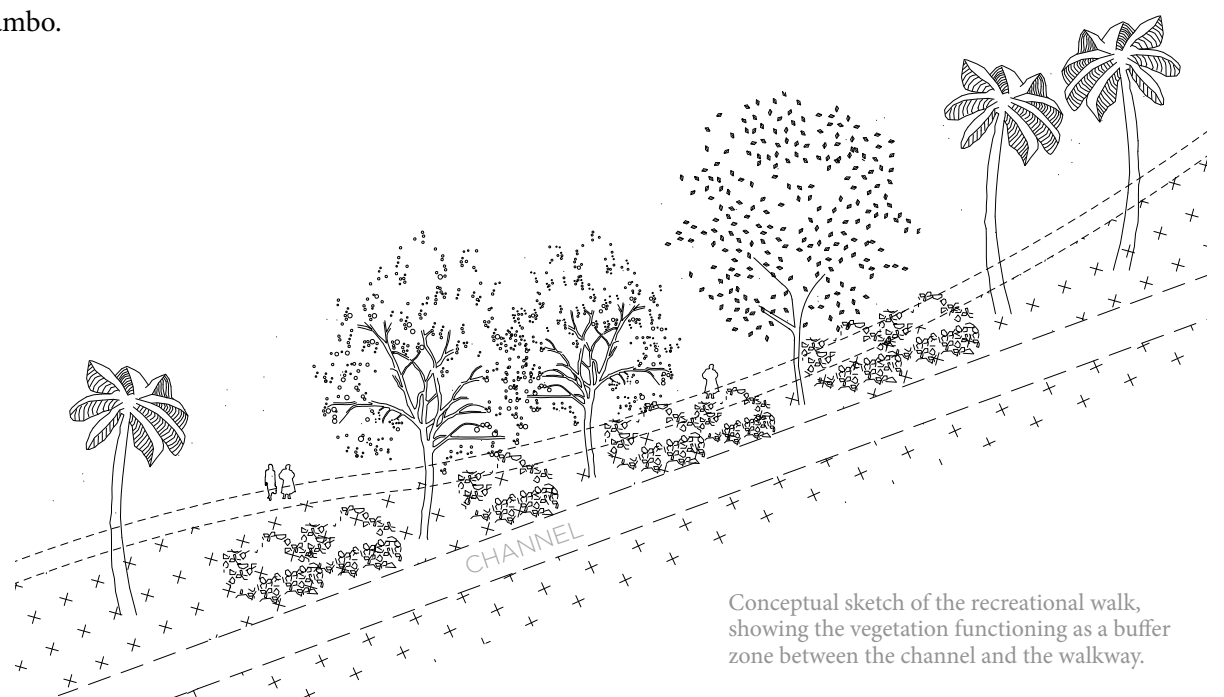 ambo.
CHANNEL
Conceptual sketch of the recreational walk,
showing the vegetation functioning as a buffer
zone between the channel and the walkway.